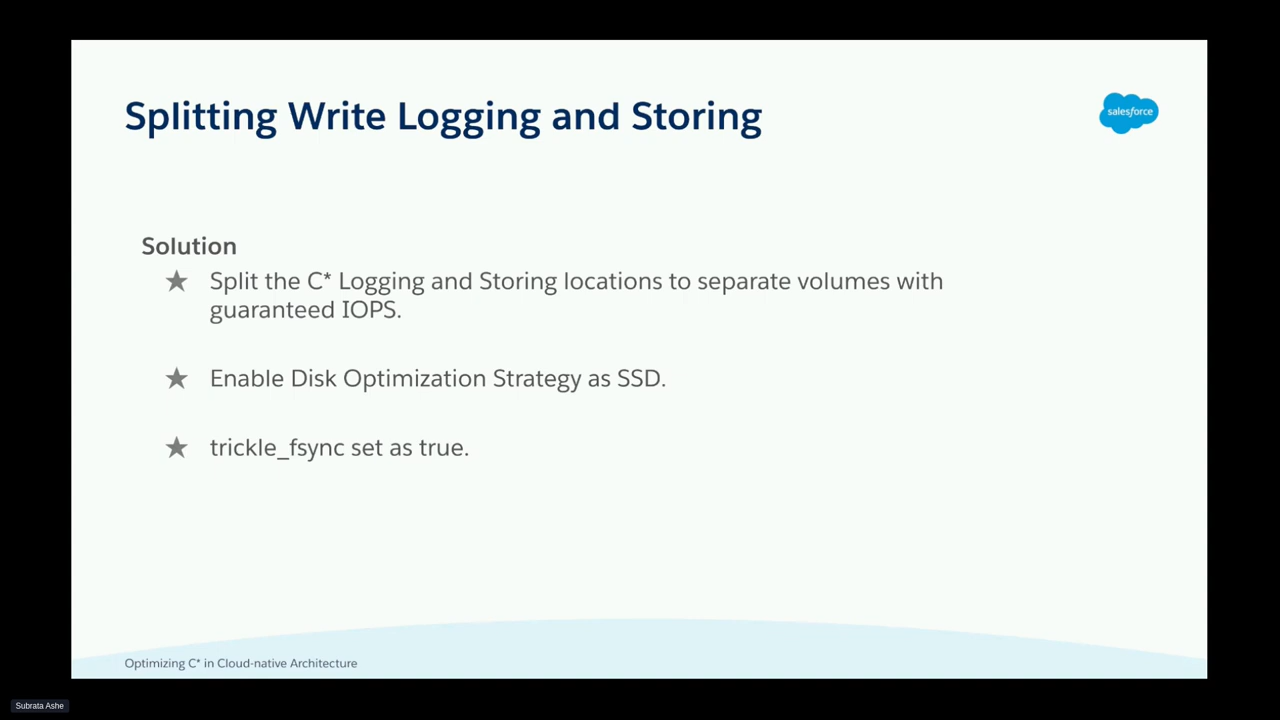 Splitting Write Logging and Storing
salesforce
Solution
★ Split the C* Logging and Storing locations to separate volumes with
guaranteed IOPS.
★ Enable Disk Optimization Strategy as SSD.
★ trickle_fsync set as true.
Optimizing C* in Cloud-native Architecture
Subrata Ashe